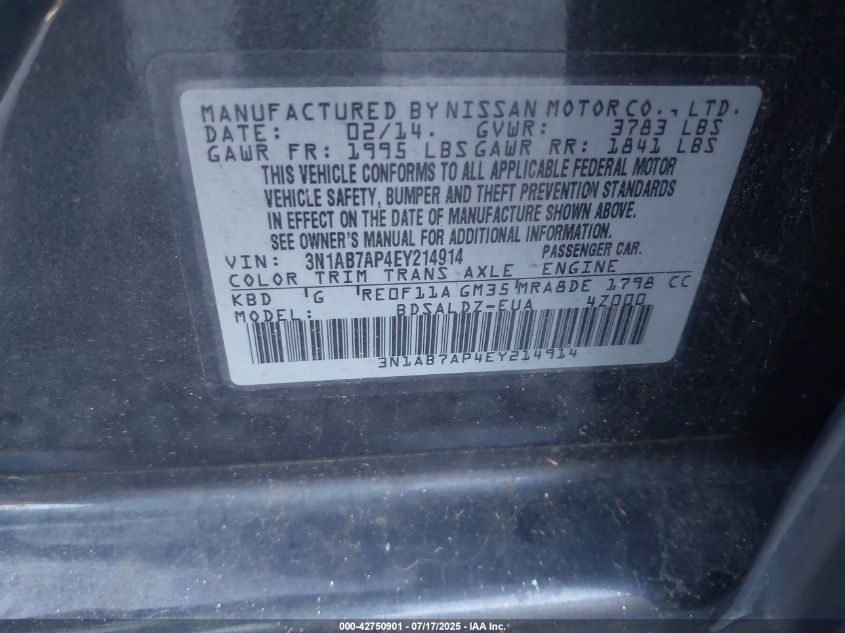 MANUFACTURED BY NISSAN MOTOR CO., LTD.
DATE: 02/14. GVWR: 3783 LBS
GAWR FR: 1995 LBS GAWR RR: 1841 LBS
THIS VEHICLE CONFORMS TO ALL APPLICABLE FEDERAL MOTOR
VEHICLE SAFETY, BUMPER AND THEFT PREVENTION STANDARDS
IN EFFECT ON THE DATE OF MANUFACTURE SHOWN ABOVE.
SEE OWNER'S MANUAL FOR ADDITIONAL INFORMATION.
VIN: 3N1AB7AP4EY214914 PASSENGER CAR.
COLOR TRIM TRANS AXLE ENGINE
KBD G RE0F11A GM35 MRA8DE 1798 CC
MODEL: BDSALDZ-EUA 4Z000
3N1AB7AP4EY214914
000-42750901 - 07/17/2025 - IAA Inc.